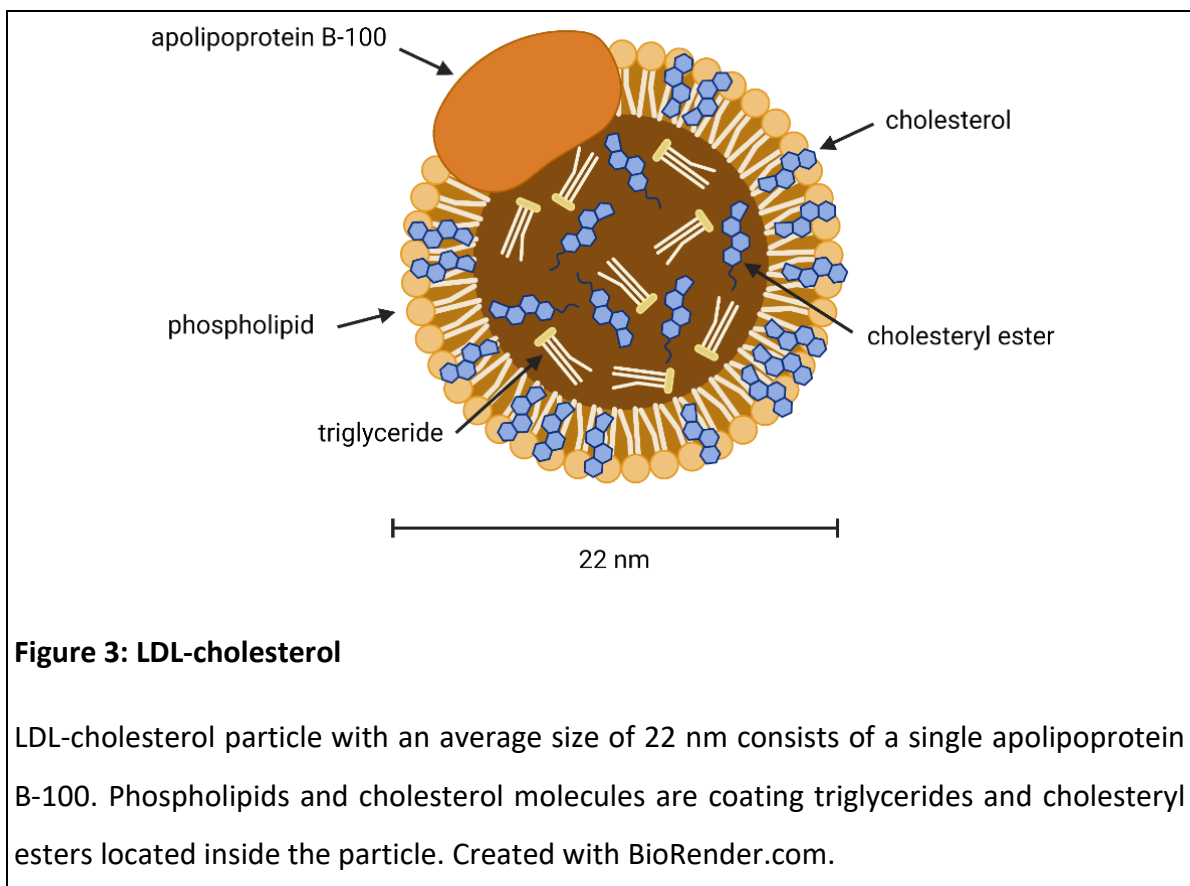 apolipoprotein B-100
cholesterol
phospholipid
cholesteryl ester
triglyceride
22 nm
Figure 3: LDL-cholesterol
LDL-cholesterol particle with an average size of 22 nm consists of a single apolipoprotein
B-100. Phospholipids and cholesterol molecules are coating triglycerides and cholesteryl
esters located inside the particle. Created with BioRender.com.